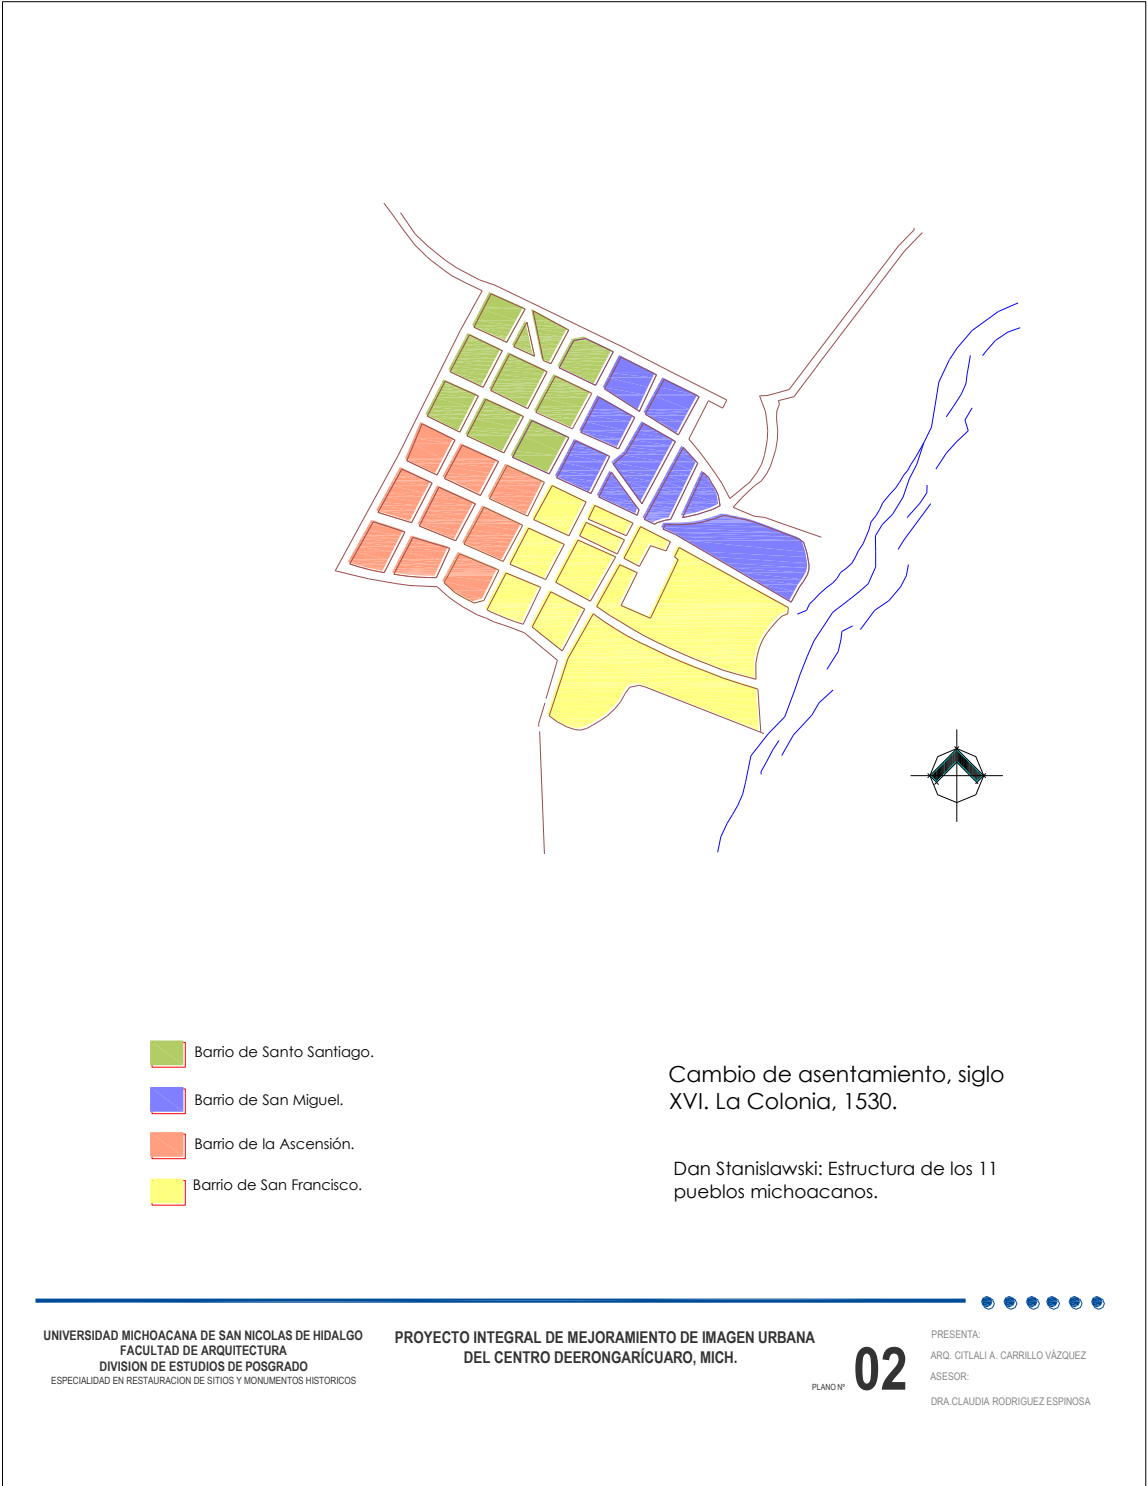 Barrio de Santo Santiago.
Barrio de San Miguel.
Barrio de la Ascensión.
Barrio de San Francisco.
Cambio de asentamiento, siglo
XVI. La Colonia, 1530.
Dan Stanislawski: Estructura de los 11
pueblos michoacanos.
UNIVERSIDAD MICHOACANA DE SAN NICOLAS DE HIDALGO
FACULTAD DE ARQUITECTURA
DIVISION DE ESTUDIOS DE POSGRADO
ESPECIALIDAD EN RESTAURACION DE SITIOS Y MONUMENTOS HISTORICOS
PROYECTO INTEGRAL DE MEJORAMIENTO DE IMAGEN URBANA
DEL CENTRO DEERONGARÍCUARO, MICH.
PLANO Nº 02
PRESENTA:
ARQ. CITLALI A. CARRILLO VÀZQUEZ
ASESOR:
DRA.CLAUDIA RODRIGUEZ ESPINOSA